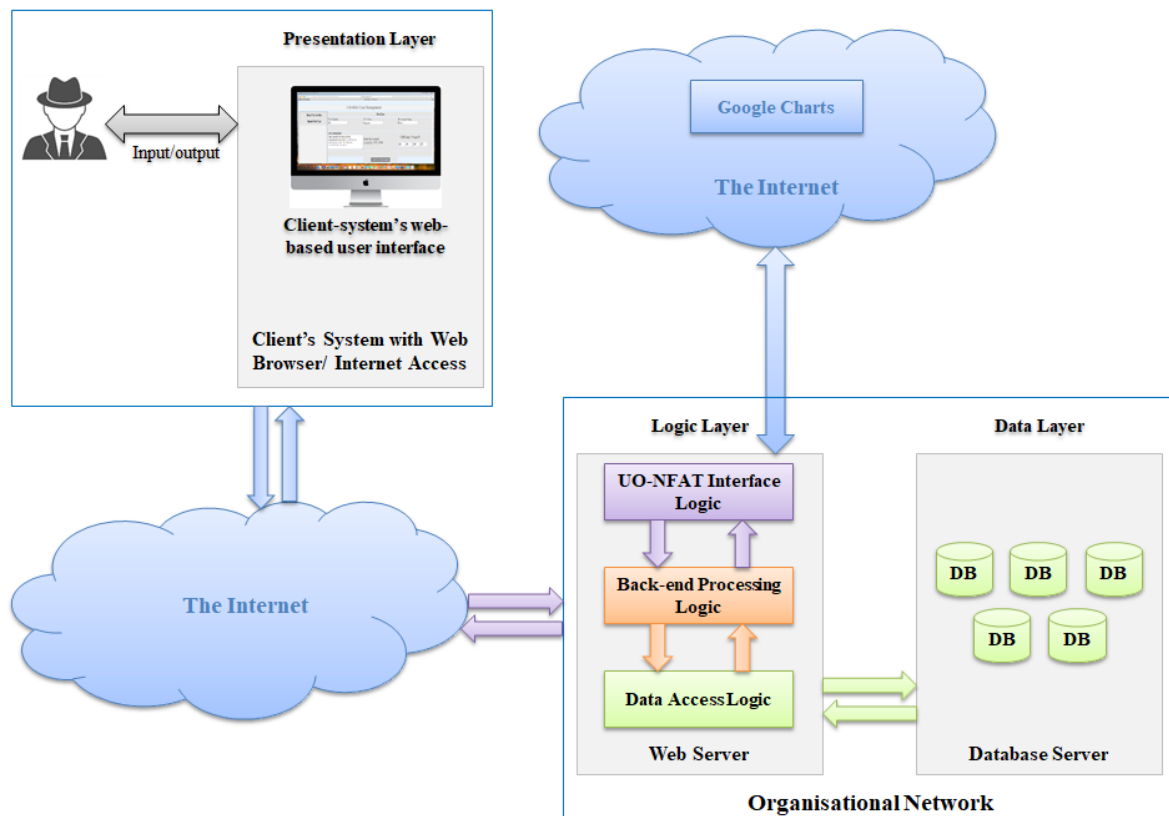 Presentation Layer
Input/output
Client-system's web-
based user interface
Client's System with Web
Browser/ Internet Access
Google Charts
The Internet
The Internet
Logic Layer
UO-NFAT Interface
Logic
Back-end Processing
Logic
Data Access Logic
Web Server
Data Layer
DB
DB
DB
DB
DB
Database Server
Organisational Network